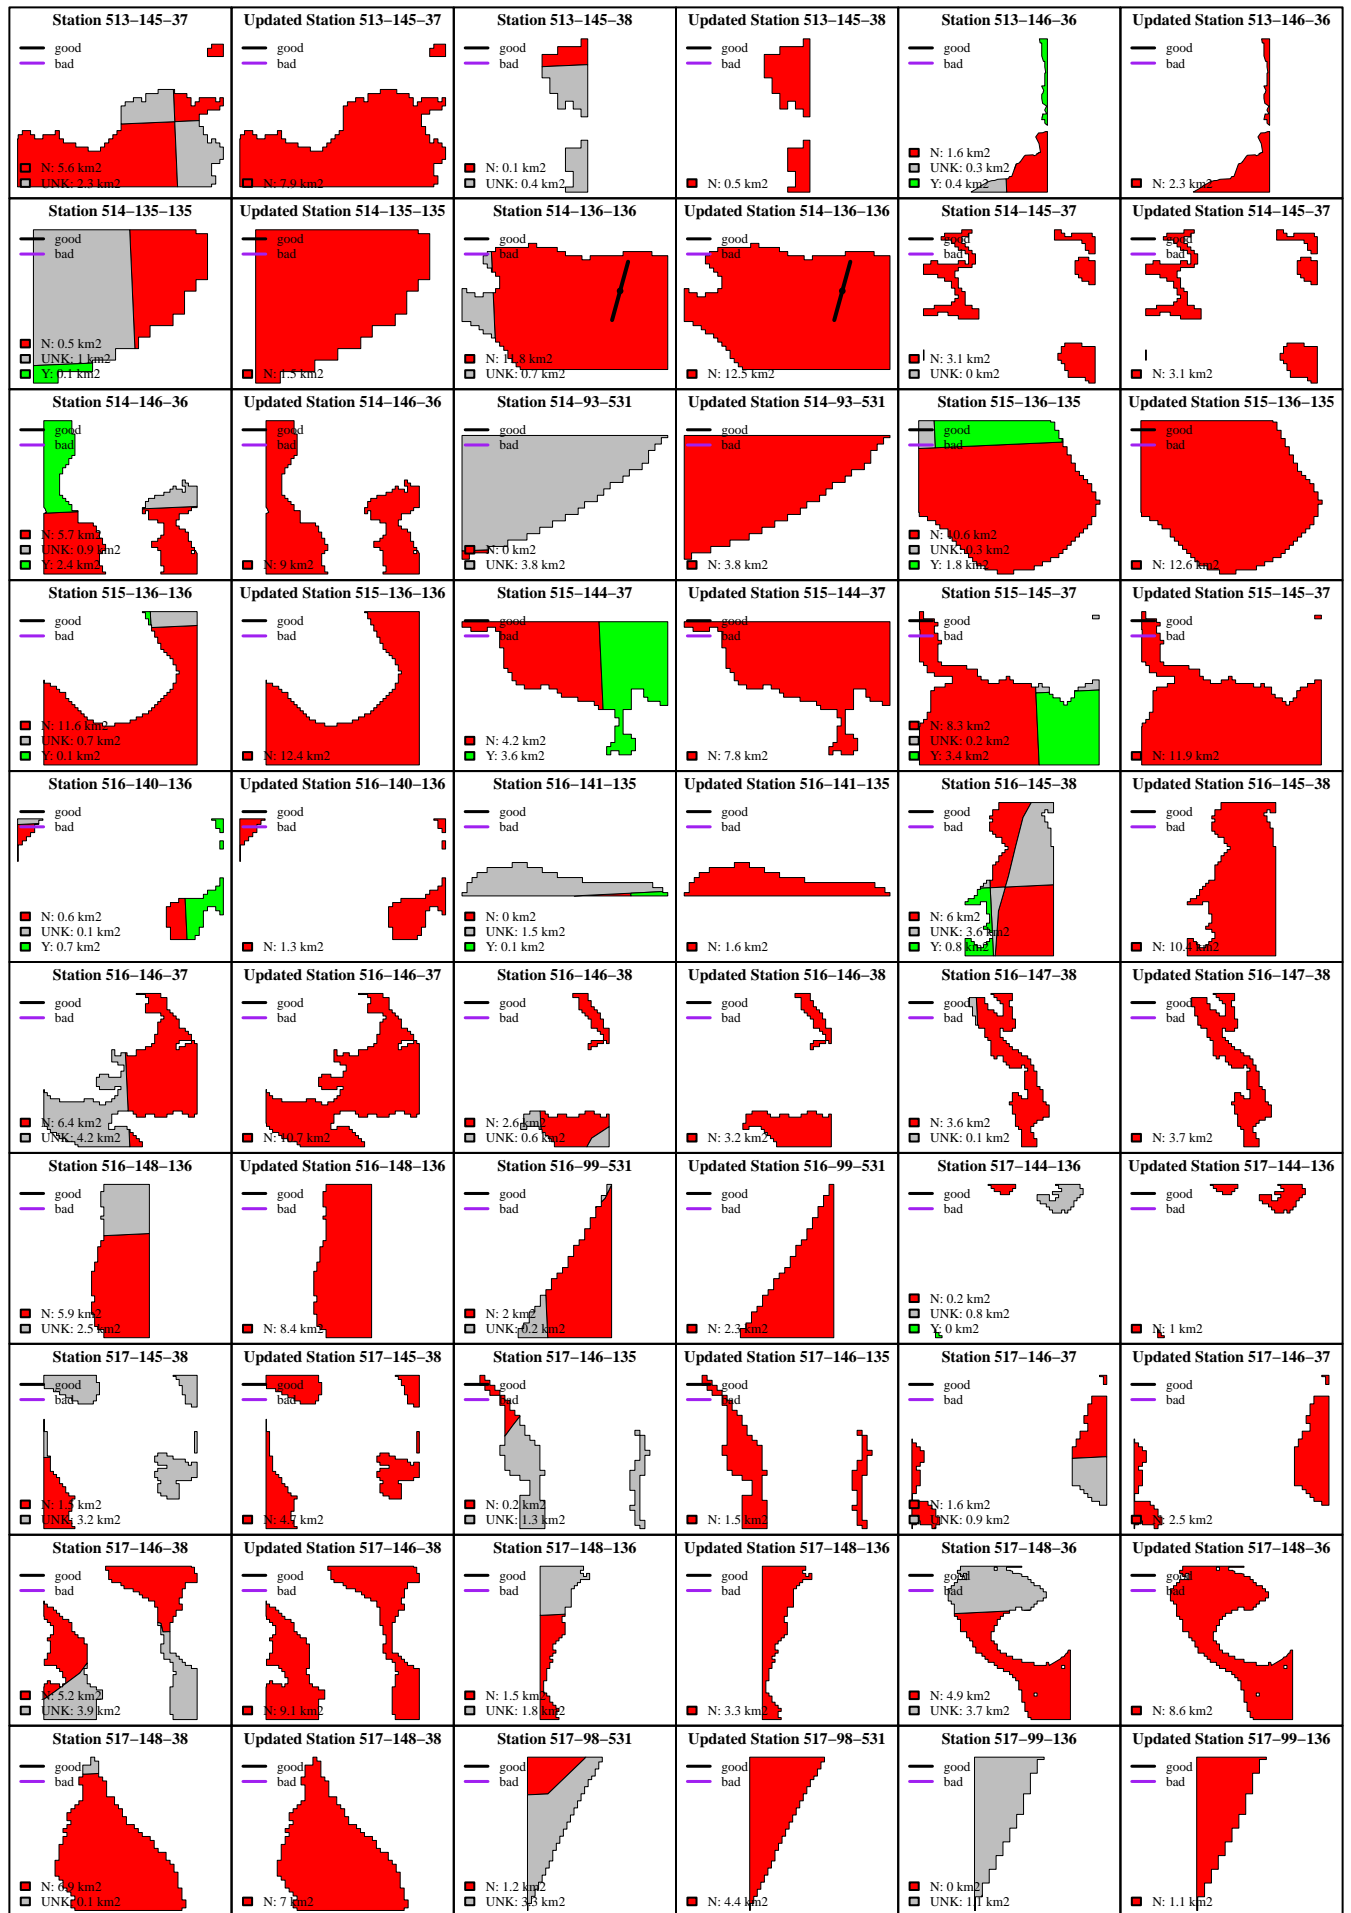 Station 513−145−37
good
bad
N: 5.6 km2
UNK: 2.3 km2
Updated Station 513−145−37
good
bad
N: 7.9 km2
Station 513−145−38
good
bad
N: 0.1 km2
UNK: 0.4 km2
Updated Station 513−145−38
good
bad
N: 0.5 km2
Station 513−146−36
good
bad
N: 1.6 km2
UNK: 0.3 km2
Y: 0.4 km2
Updated Station 513−146−36
good
bad
N: 2.3 km2
Station 514−135−135
good
bad
N: 0.5 km2
UNK: 1 km2
Y: 0.1 km2
Updated Station 514−135−135
good
bad
N: 1.5 km2
Station 514−136−136
good
bad
N: 11.8 km2
UNK: 0.7 km2
Updated Station 514−136−136
good
bad
N: 12.5 km2
Station 514−145−37
good
bad
N: 3.1 km2
UNK: 0 km2
Updated Station 514−145−37
good
bad
N: 3.1 km2
Station 514−146−36
good
bad
N: 5.7 km2
UNK: 0.9 km2
Y: 2.4 km2
Updated Station 514−146−36
good
bad
N: 9 km2
Station 514−93−531
good
bad
N: 0 km2
UNK: 3.8 km2
Updated Station 514−93−531
good
bad
N: 3.8 km2
Station 515−136−135
good
bad
N: 10.6 km2
UNK: 0.3 km2
Y: 1.8 km2
Updated Station 515−136−135
good
bad
N: 12.6 km2
Station 515−136−136
good
bad
N: 11.6 km2
UNK: 0.7 km2
Y: 0.1 km2
Updated Station 515−136−136
good
bad
N: 12.4 km2
Station 515−144−37
good
bad
N: 4.2 km2
Y: 3.6 km2
Updated Station 515−144−37
good
bad
N: 7.8 km2
Station 515−145−37
good
bad
N: 8.3 km2
UNK: 0.2 km2
Y: 3.4 km2
Updated Station 515−145−37
good
bad
N: 11.9 km2
Station 516−140−136
good
bad
N: 0.6 km2
UNK: 0.1 km2
Y: 0.7 km2
Updated Station 516−140−136
good
bad
N: 1.3 km2
Station 516−141−135
good
bad
N: 0 km2
UNK: 1.5 km2
Y: 0.1 km2
Updated Station 516−141−135
good
bad
N: 1.6 km2
Station 516−145−38
good
bad
N: 6 km2
UNK: 3.6 km2
Y: 0.8 km2
Updated Station 516−145−38
good
bad
N: 10.4 km2
Station 516−146−37
good
bad
N: 6.4 km2
UNK: 4.2 km2
Updated Station 516−146−37
good
bad
N: 10.7 km2
Station 516−146−38
good
bad
N: 2.6 km2
UNK: 0.6 km2
Updated Station 516−146−38
good
bad
N: 3.2 km2
Station 516−147−38
good
bad
N: 3.6 km2
UNK: 0.1 km2
Updated Station 516−147−38
good
bad
N: 3.7 km2
Station 516−148−136
good
bad
N: 5.9 km2
UNK: 2.5 km2
Updated Station 516−148−136
good
bad
N: 8.4 km2
Station 516−99−531
good
bad
N: 2 km2
UNK: 0.2 km2
Updated Station 516−99−531
good
bad
N: 2.3 km2
Station 517−144−136
good
bad
N: 0.2 km2
UNK: 0.8 km2
Y: 0 km2
Updated Station 517−144−136
good
bad
N: 1 km2
Station 517−145−38
good
bad
N: 1.5 km2
UNK: 3.2 km2
Updated Station 517−145−38
good
bad
N: 4.7 km2
Station 517−146−135
good
bad
N: 0.2 km2
UNK: 1.3 km2
Updated Station 517−146−135
good
bad
N: 1.5 km2
Station 517−146−37
good
bad
N: 1.6 km2
UNK: 0.9 km2
Updated Station 517−146−37
good
bad
N: 2.5 km2
Station 517−146−38
good
bad
N: 5.2 km2
UNK: 3.9 km2
Updated Station 517−146−38
good
bad
N: 9.1 km2
Station 517−148−136
good
bad
N: 1.5 km2
UNK: 1.8 km2
Updated Station 517−148−136
good
bad
N: 3.3 km2
Station 517−148−36
good
bad
N: 4.9 km2
UNK: 3.7 km2
Updated Station 517−148−36
good
bad
N: 8.6 km2
Station 517−148−38
good
bad
N: 6.9 km2
UNK: 0.1 km2
Updated Station 517−148−38
good
bad
N: 7 km2
Station 517−98−531
good
bad
N: 1.2 km2
UNK: 3.3 km2
Updated Station 517−98−531
good
bad
N: 4.4 km2
Station 517−99−136
good
bad
N: 0 km2
UNK: 1.1 km2
Updated Station 517−99−136
good
bad
N: 1.1 km2